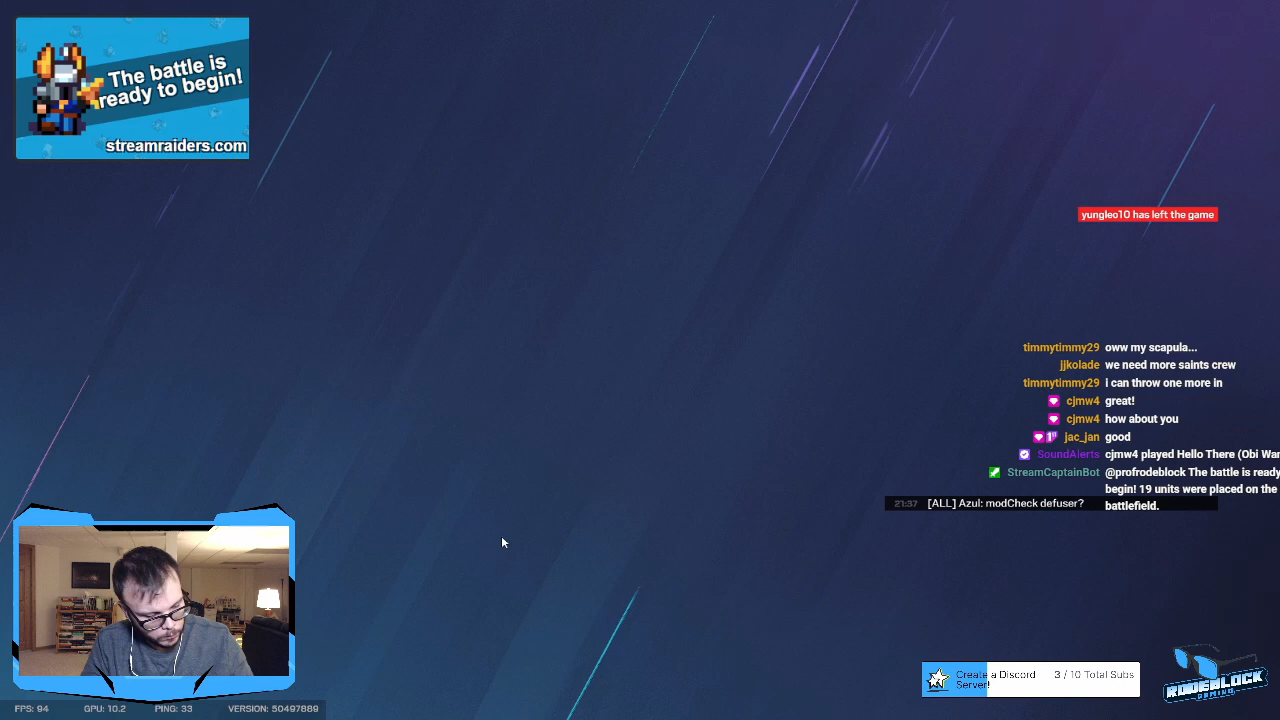 The battle is
ready to begin!
streamraiders.com
yungleo10 has left the game
timmytimmy29 oww my scapula...
jjkolade we need more saints crew
timmytimmy29 i can throw one more in
cjmw4 great!
cjmw4 how about you
jac_jan good
SoundAlerts cjmw4 played Hello There (Obi Wan
StreamCaptainBot @profrodeblock The battle is ready
begin! 19 units were placed on the
battlefield.
21:37 [ALL] Azul: modCheck defuser?
Create a Discord
Server!
3 / 10 Total Subs
RODEBLOCK
GAMING
FPS: 94 GPU: 10.2 PING: 33 VERSION: 50497889